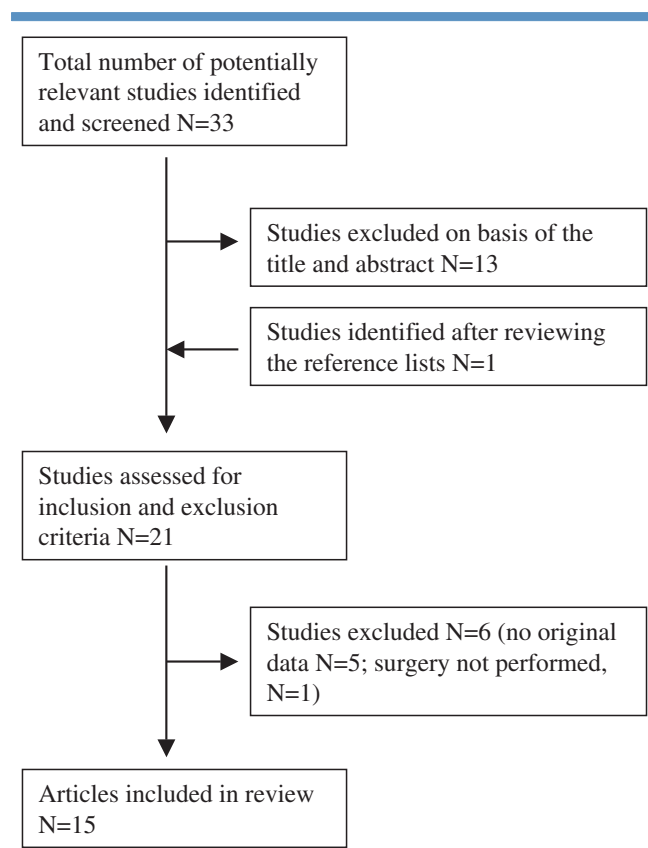 Total number of potentially
relevant studies identified
and screened N=33
Studies excluded on basis of the
title and abstract N=13
Studies identified after reviewing
the reference lists N=1
Studies assessed for
inclusion and exclusion
criteria N=21
Studies excluded N=6 (no original
data N=5; surgery not performed,
N=1)
Articles included in review
N=15